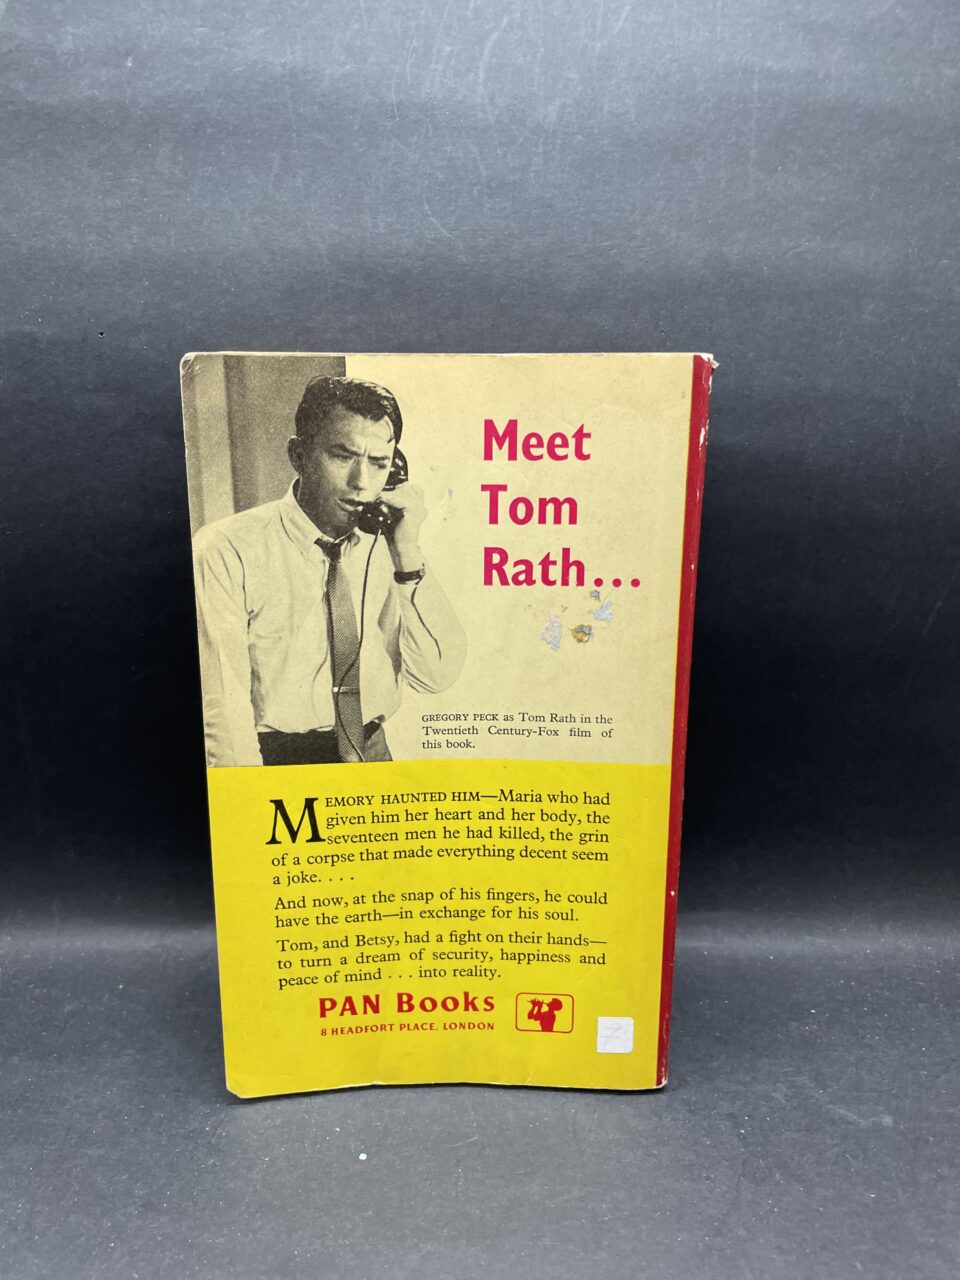 Meet
Tom
Rath...
GREGORY PECK as Tom Rath in the
Twentieth Century-Fox film of
this book.
MEMORY HAUNTED HIM—Maria who had
given him her heart and her body, the
seventeen men he had killed, the grin
of a corpse that made everything decent seem
a joke. . . .
And now, at the snap of his fingers, he could
have the earth—in exchange for his soul.
Tom, and Betsy, had a fight on their hands—
to turn a dream of security, happiness and
peace of mind . . . into reality.
PAN Books
8 HEADFORT PLACE, LONDON